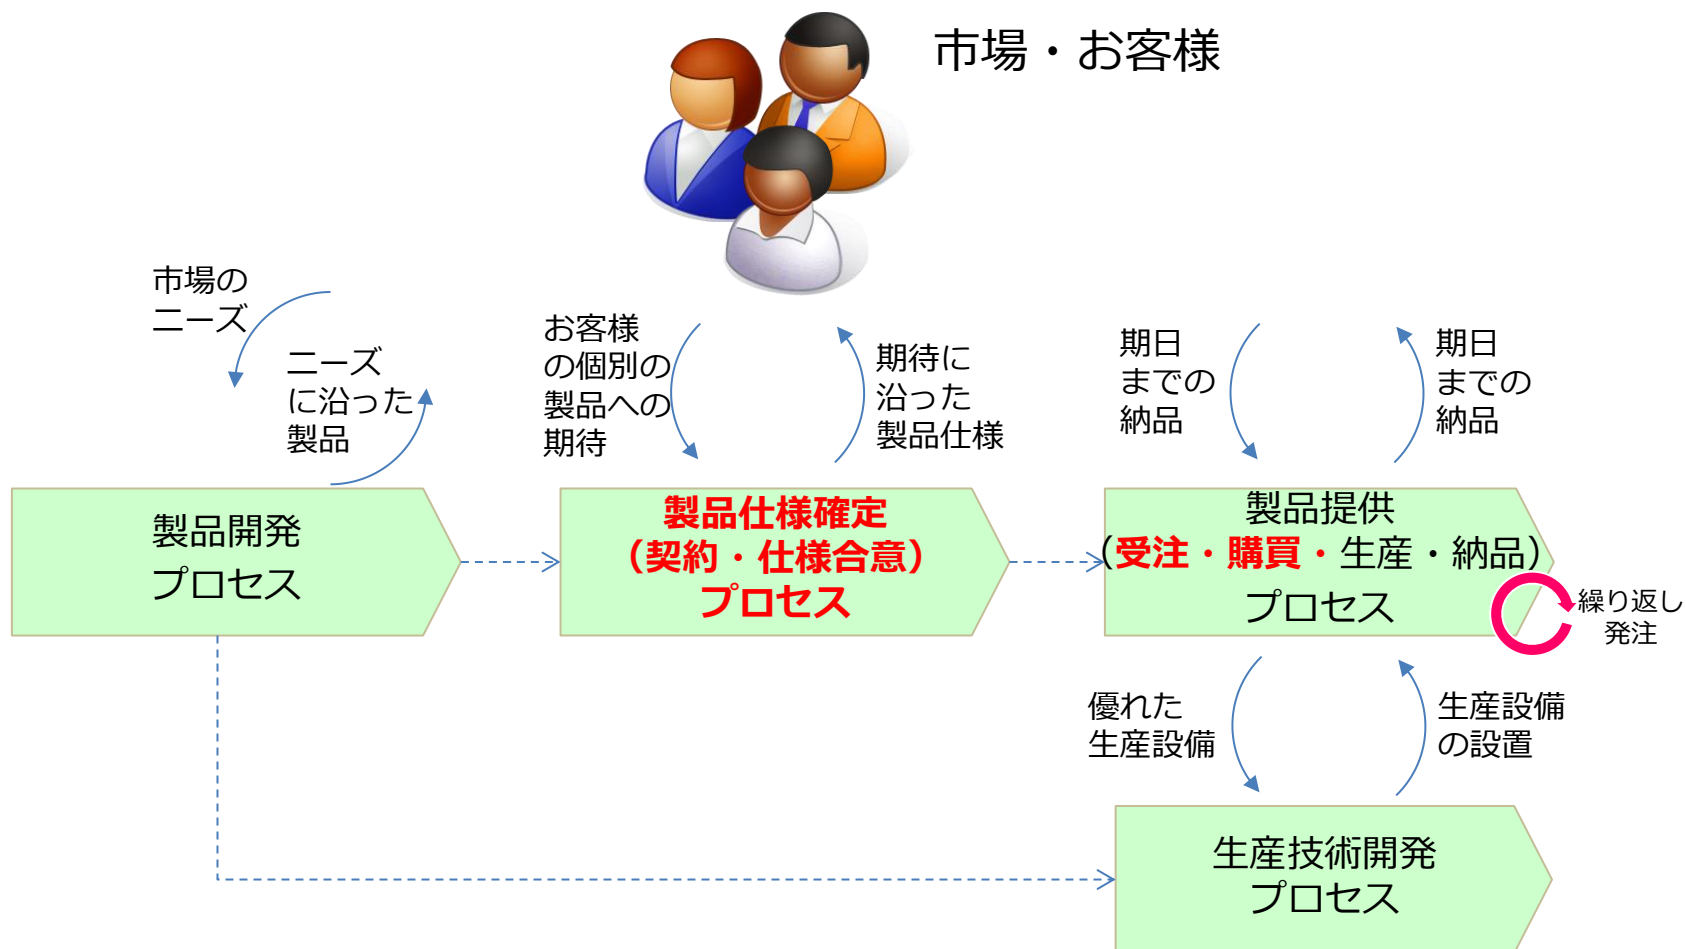 市場・お客様
市場の
ニーズ
ニーズ
に沿った
製品
お客様
の個別の
製品への
期待
期待に
沿った
製品仕様
期日
までの
納品
期日
までの
納品
製品開発
プロセス
製品仕様確定
（契約・仕様合意）
プロセス
製品提供
（受注・購買・生産・納品）
プロセス
繰り返し
発注
優れた
生産設備
生産設備
の設置
生産技術開発
プロセス